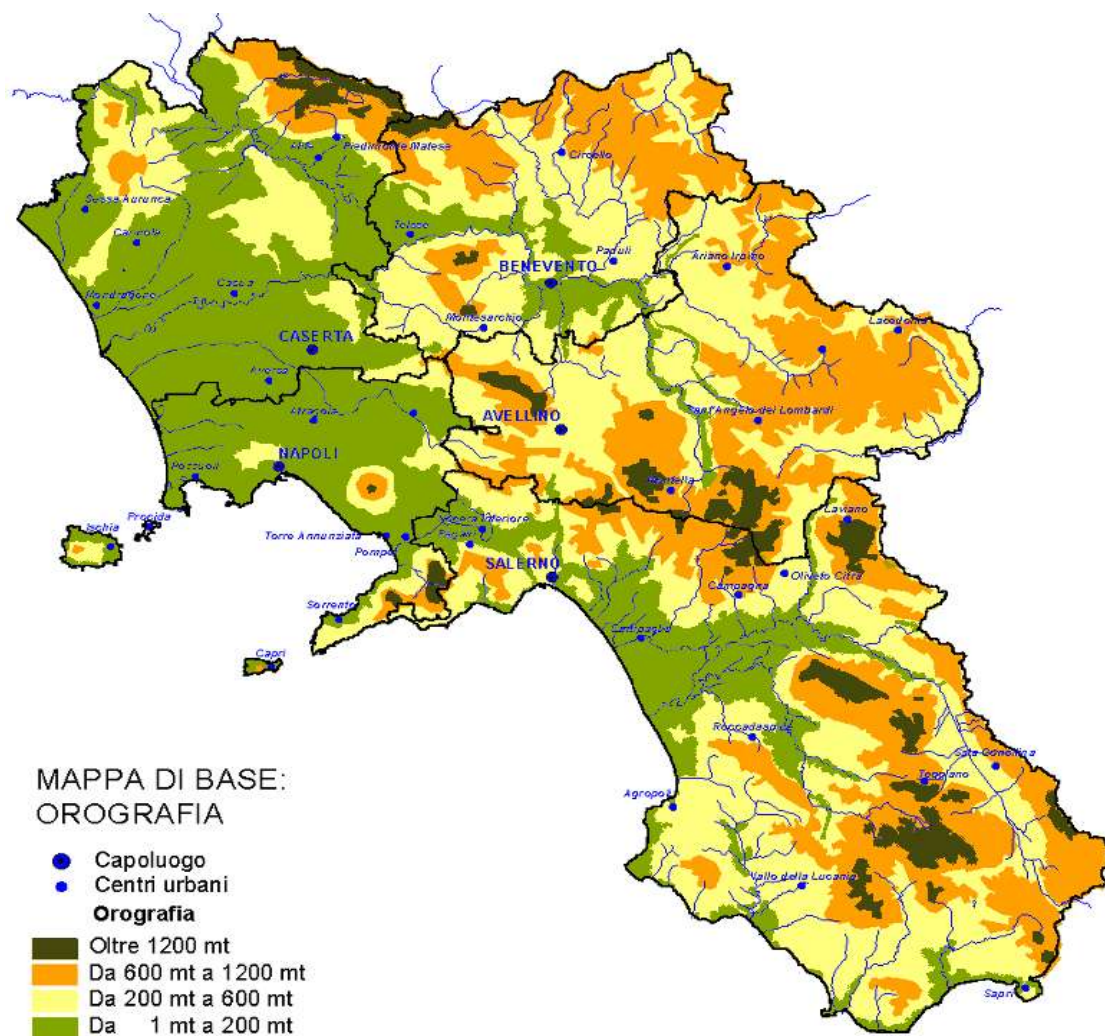 Circello
Piedimonte Matese
Sessa Aurunca
Telese
Paduli
Ariano Irpino
BENEVENTO
Mondragone
Lacedonia
Montesarchio
CASERTA
Aversa
AVELLINO
Sant'Angelo dei Lombardi
NAPOLI
Pozzuoli
Procida
Laviano
Ischia
Nocera Inferiore
Torre Annunziata
Pagani
Pompei
SALERNO
Oliveto Citra
Campagna
Sorrento
Capri
Roccadaspide
Sala Consilina
MAPPA DI BASE:
OROGRAFIA
Agropoli
Capoluogo
Centri urbani
Vallo della Lucania
Orografia
Oltre 1200 mt
Da 600 mt a 1200 mt
Da 200 mt a 600 mt
Sapri
Da 1 mt a 200 mt